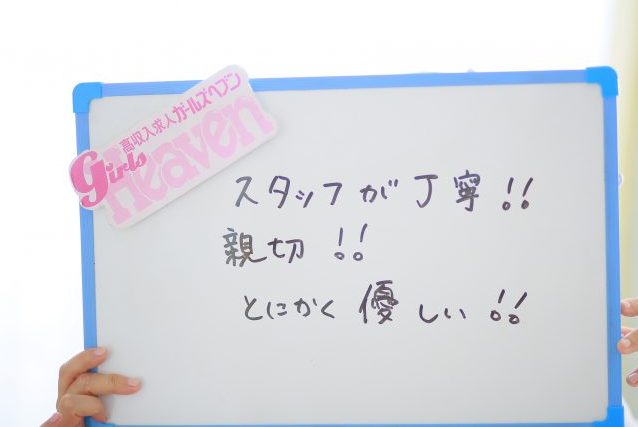 高収入求人ガールズヘブン
girls heaven
スタッフが丁寧!!
親切!!
とにかく優しい!!